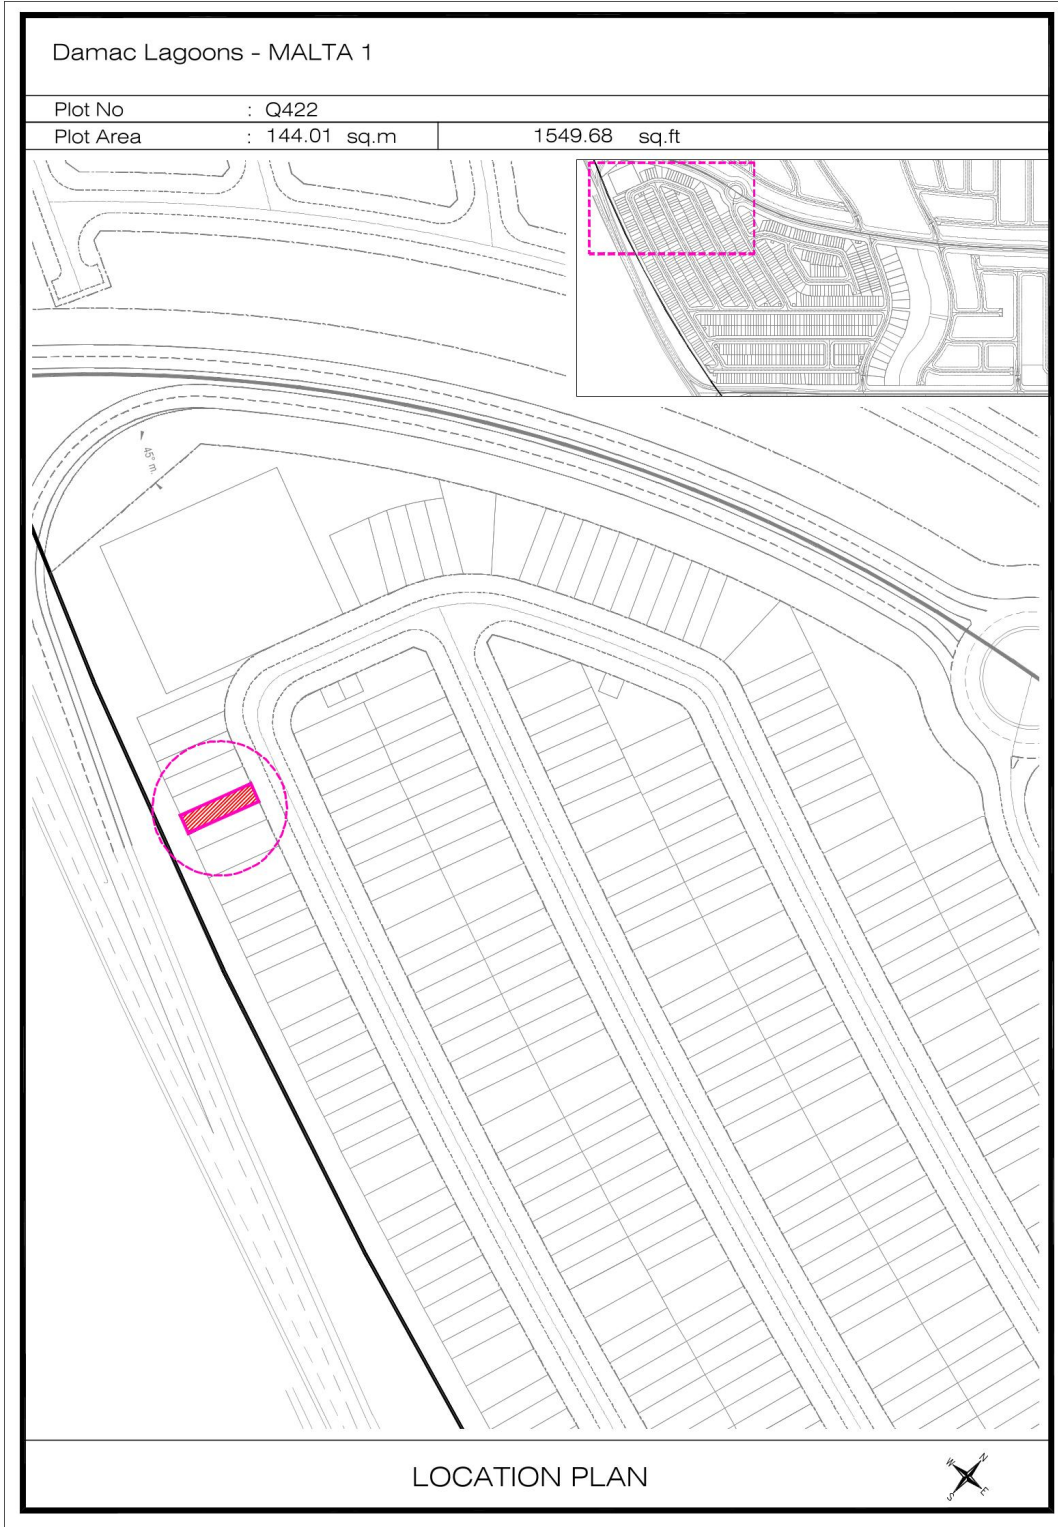 Damac Lagoons - MALTA 1
Plot No : Q422
Plot Area : 144.01 sq.m 1549.68 sq.ft
45° m.
LOCATION PLAN
W N
S E